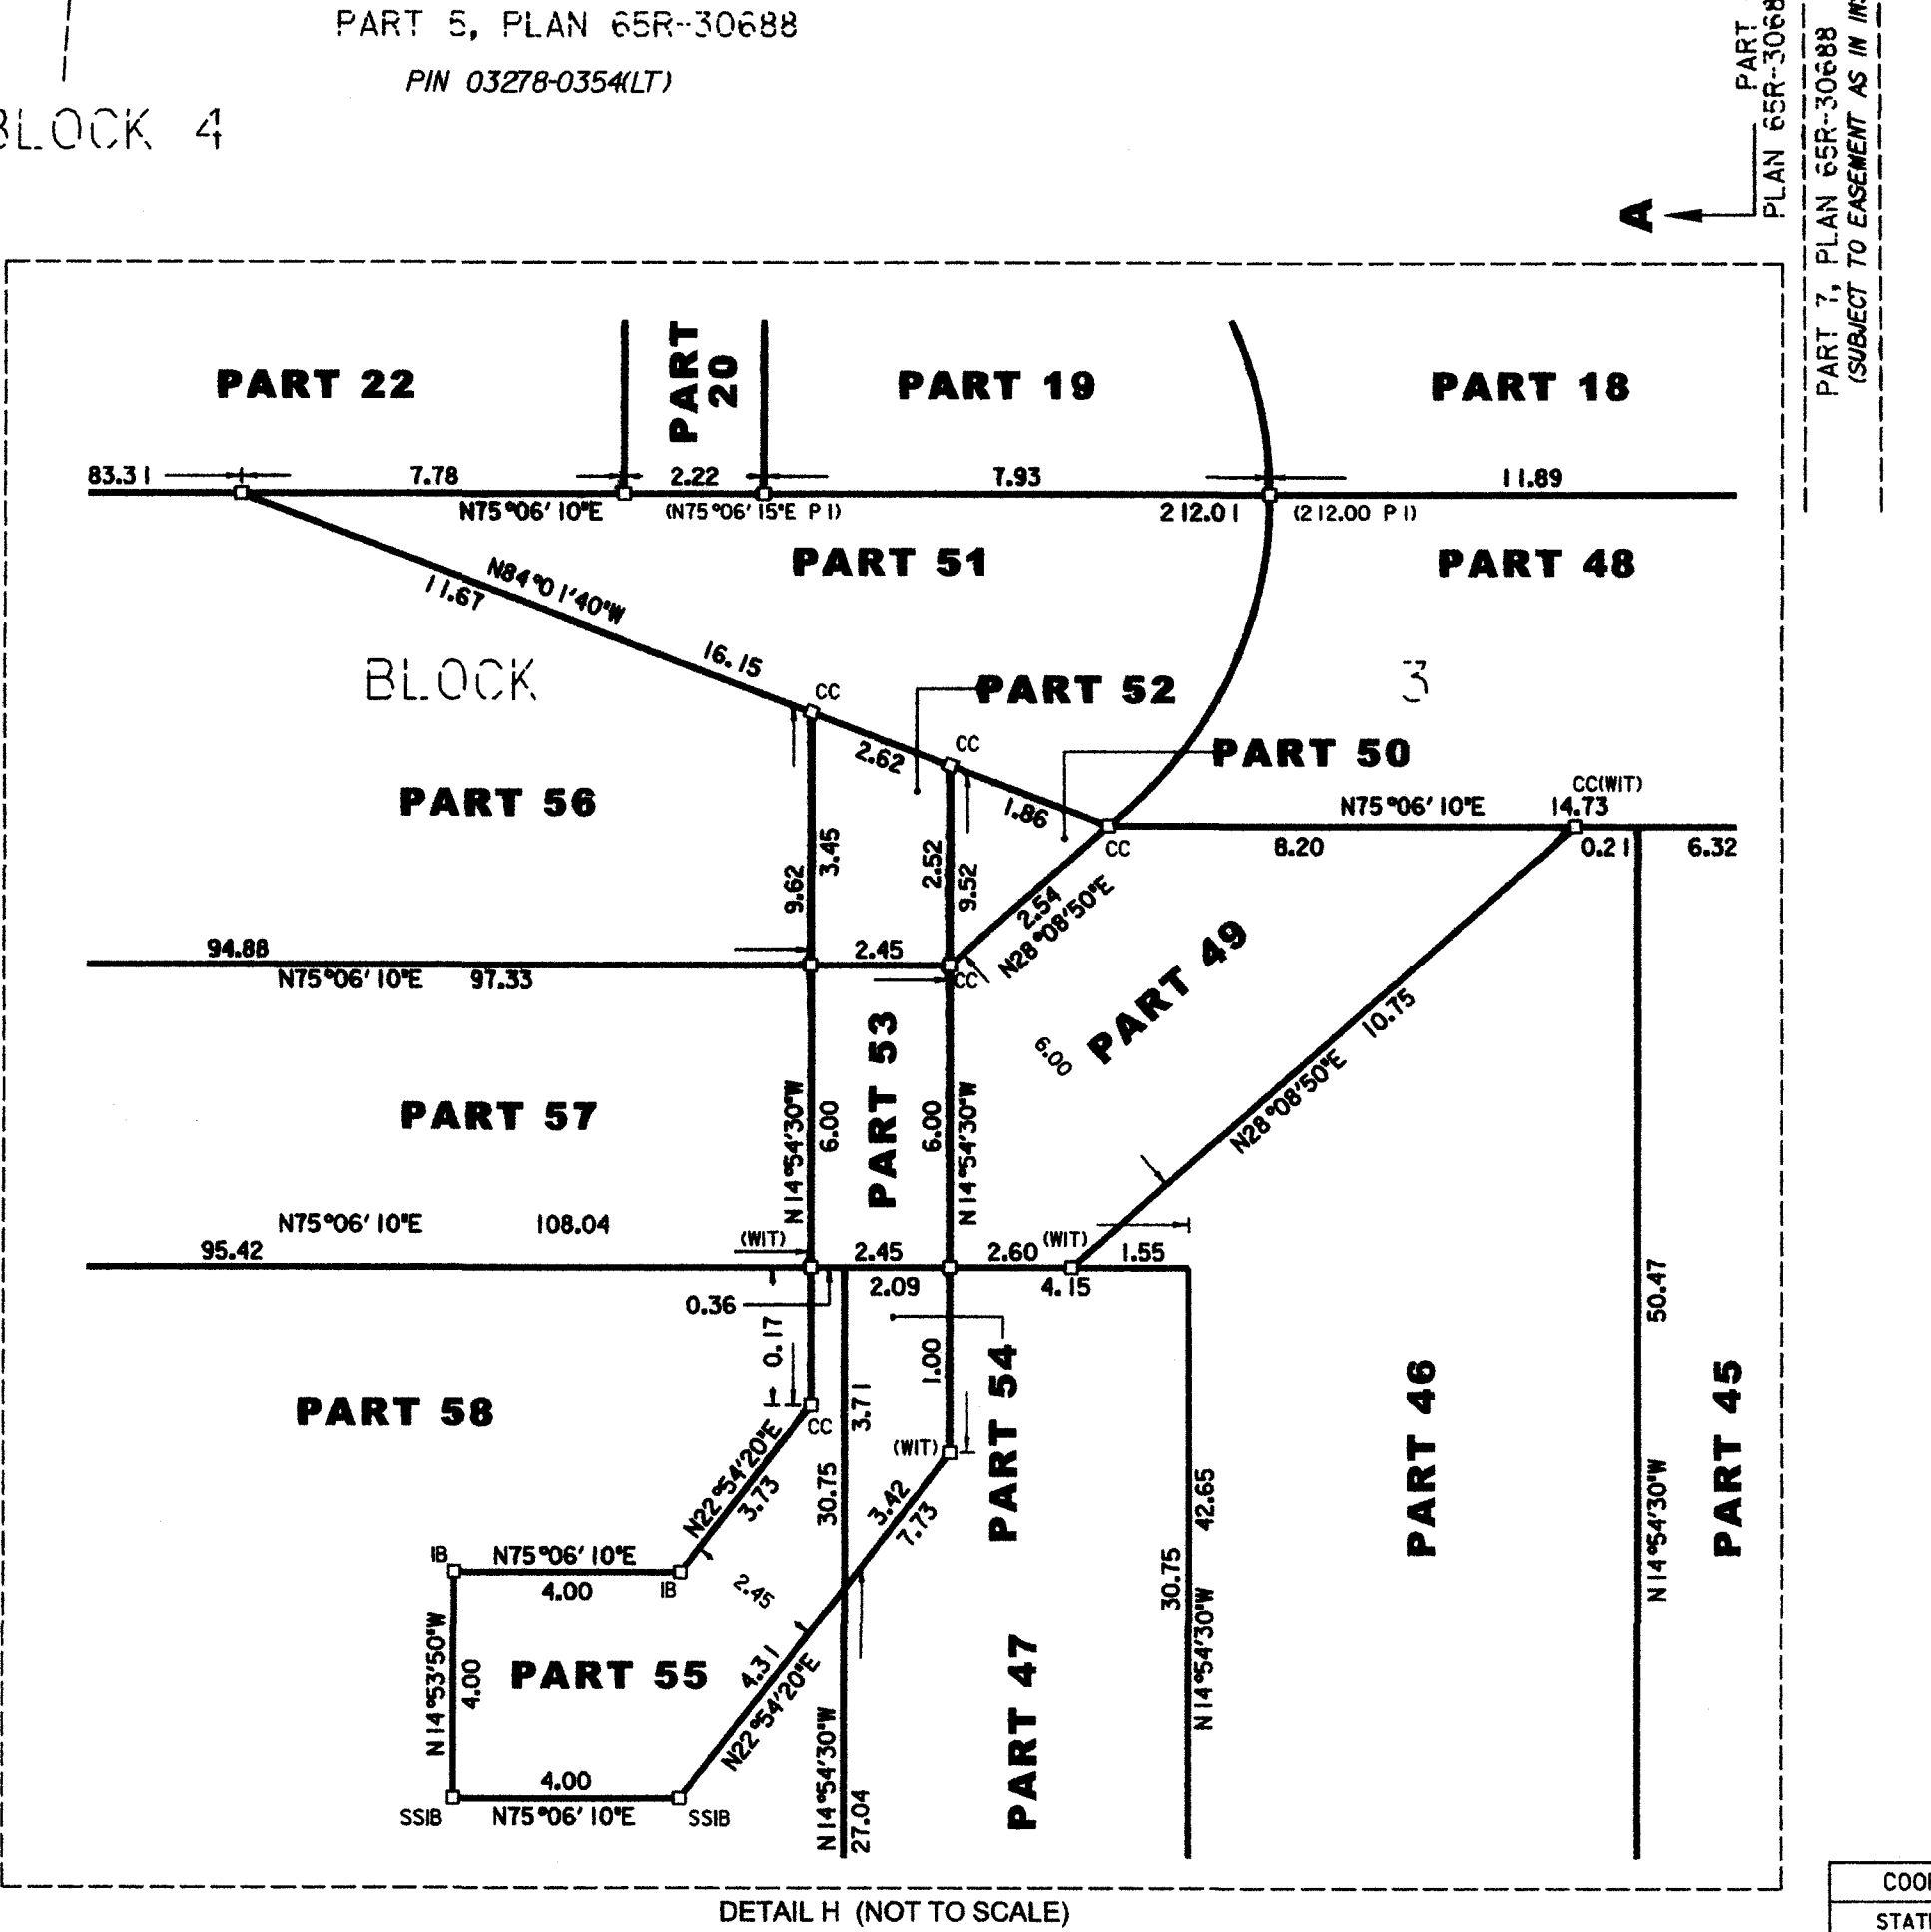 PART 5, PLAN 65R-30688
PIN 03278-0354(LT)
BLOCK 4
PART
PLAN 65R-3068
PART 7, PLAN 65R-30688
(SUBJECT TO EASEMENT AS IN INS
A
PART 22
PART 20
PART 19
PART 18
83.31
7.78
2.22
7.93
11.89
N75°06'10"E
(N75°06'15"E P1)
212.01
(212.00 P1)
PART 51
PART 48
N84°01'40"W
11.67
16.15
BLOCK
3
CC
PART 52
2.62
CC
PART 50
1.86
CC
PART 56
N75°06'10"E
CC(WIT)
14.73
8.20
0.21
6.32
9.62
3.45
2.52
9.52
2.54
N28°08'50"E
94.88
N75°06'10"E
97.33
2.45
CC
PART 49
6.00
10.75
N28°08'50"E
PART 57
N14°54'30"W
6.00
PART 53
6.00
N14°54'30"W
N75°06'10"E
108.04
95.42
(WIT)
2.45
2.60
(WIT)
1.55
0.36
2.09
4.15
0.17
1.00
PART 54
50.47
PART 58
CC
3.71
(WIT)
PART 46
PART 45
N22°54'20"E
3.73
30.75
3.42
7.73
42.65
30.75
N14°54'30"W
N14°54'30"W
IB
N75°06'10"E
4.00
IB
2.45
N14°53'50"W
4.00
PART 55
4.31
N22°54'20"E
PART 47
N14°54'30"W
27.04
4.00
SSIB
N75°06'10"E
SSIB
DETAIL H (NOT TO SCALE)
COO
STAT